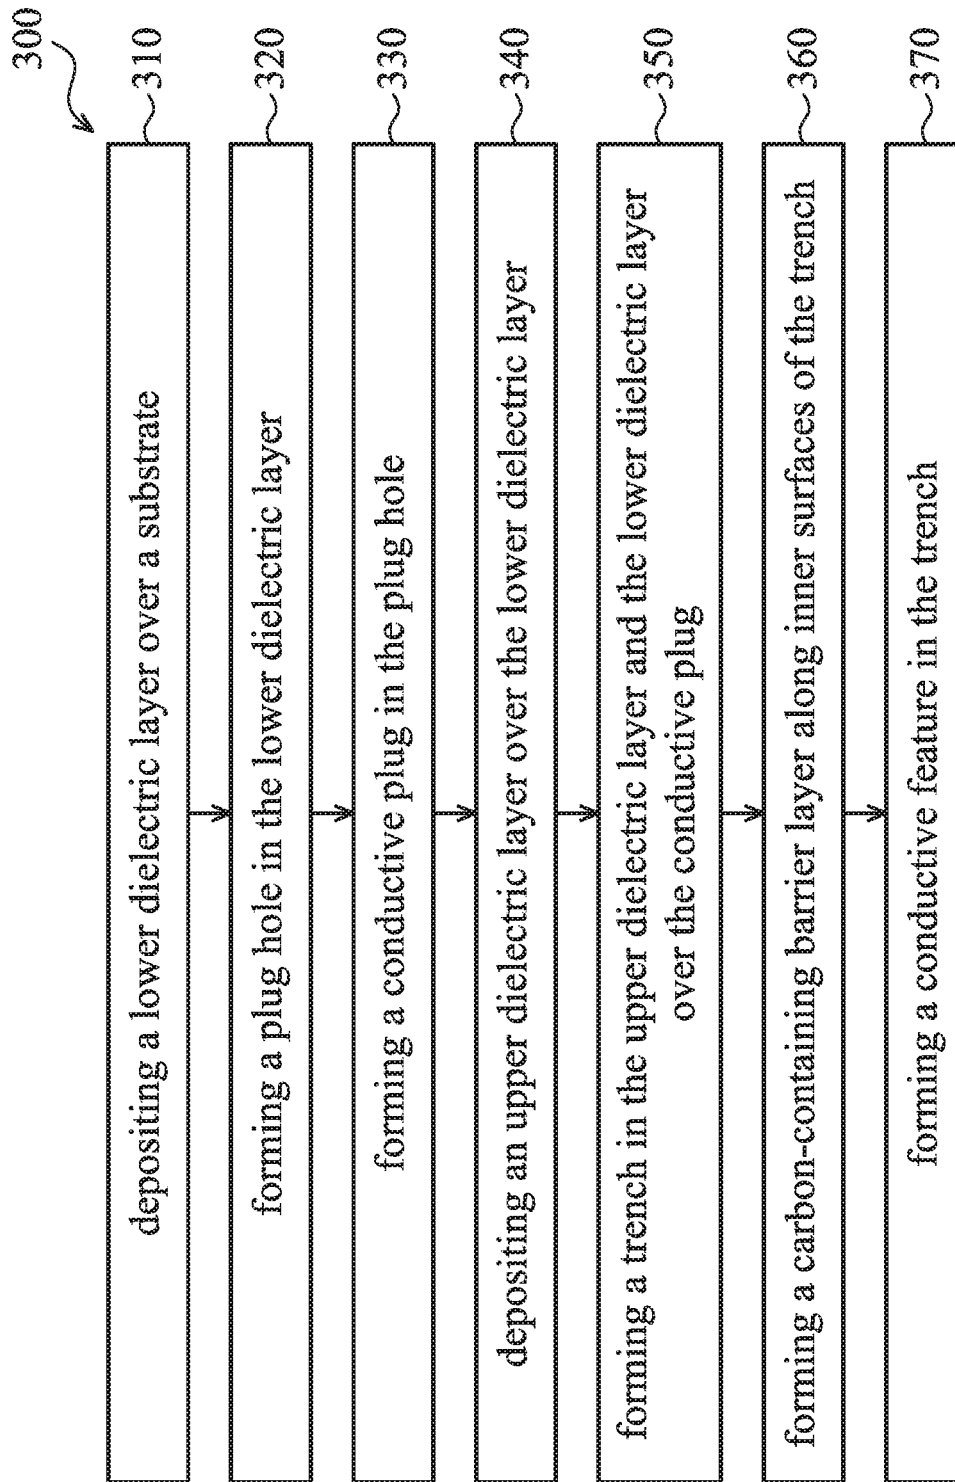 300
depositing a lower dielectric layer over a substrate
310
forming a plug hole in the lower dielectric layer
320
forming a conductive plug in the plug hole
330
depositing an upper dielectric layer over the lower dielectric layer
340
forming a trench in the upper dielectric layer and the lower dielectric layer
over the conductive plug
350
forming a carbon-containing barrier layer along inner surfaces of the trench
360
forming a conductive feature in the trench
370